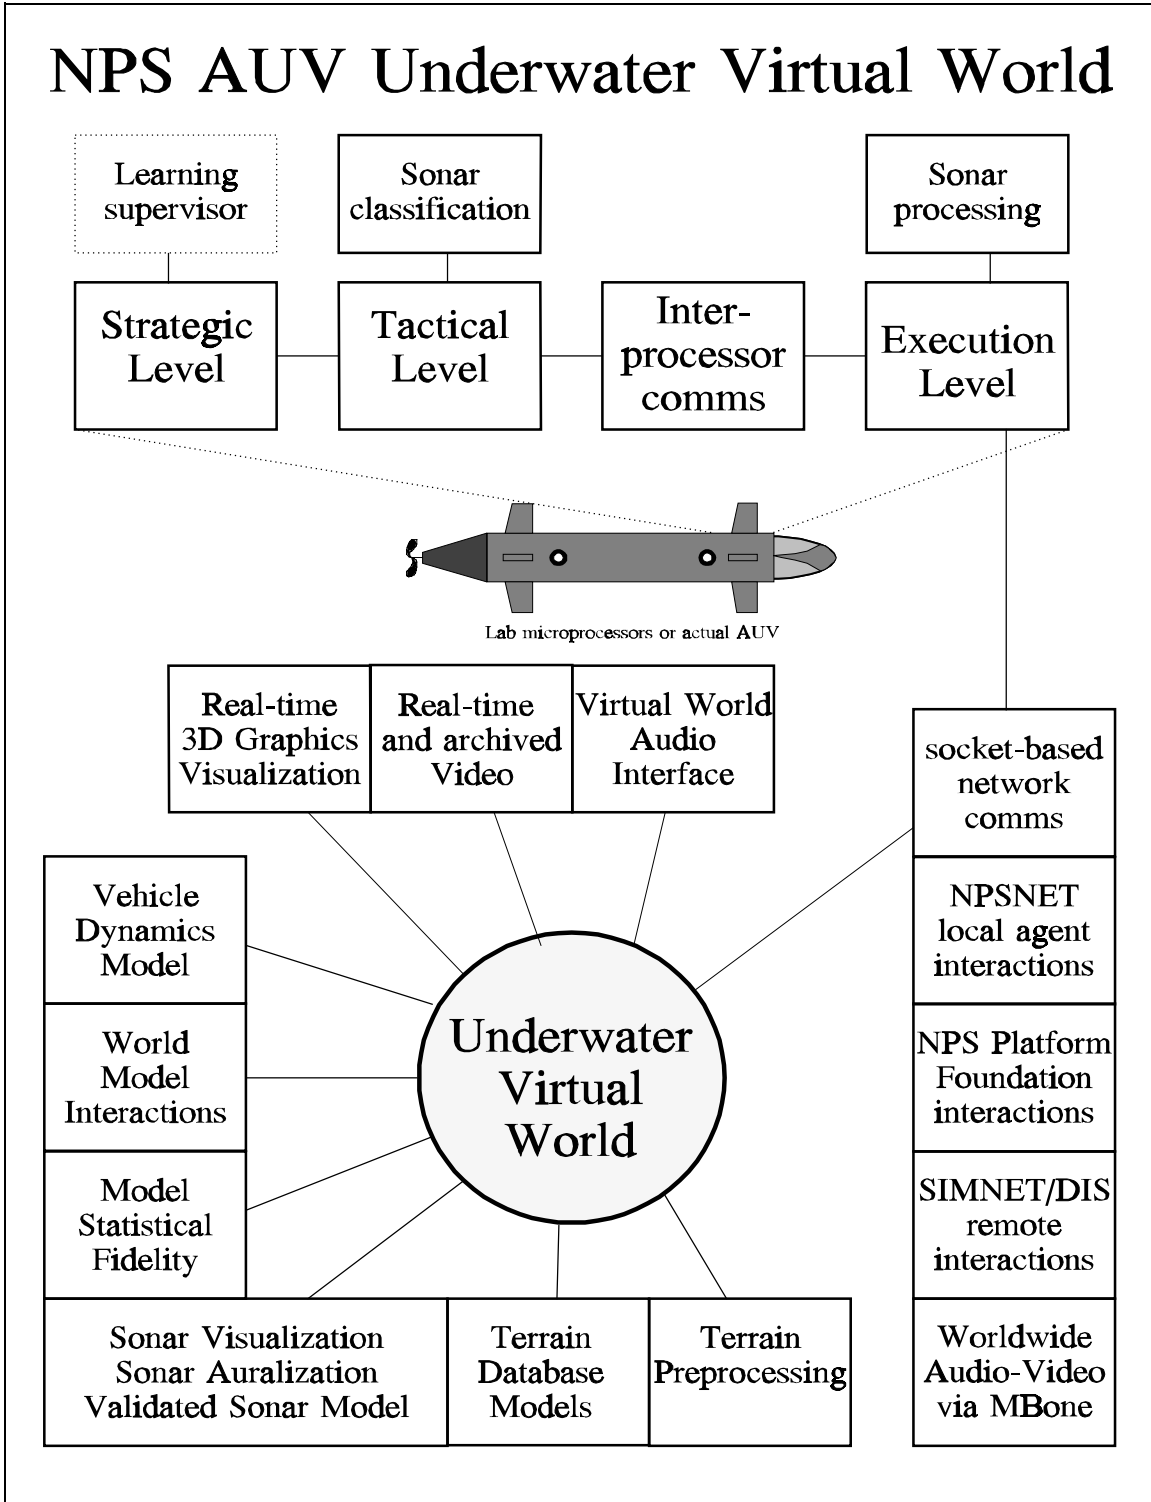 NPS AUV Underwater Virtual World
Learning
supervisor
Sonar
classification
Sonar
processing
Strategic
Level
Tactical
Level
Inter-
processor
comms
Execution
Level
Lab microprocessors or actual AUV
Real-time
3D Graphics
Visualization
Real-time
and archived
Video
Virtual World
Audio
Interface
socket-based
network
comms
Vehicle
Dynamics
Model
NPSNET
local agent
interactions
World
Model
Interactions
Underwater
Virtual
World
NPS Platform
Foundation
interactions
Model
Statistical
Fidelity
SIMNET/DIS
remote
interactions
Sonar Visualization
Sonar Auralization
Validated Sonar Model
Terrain
Database
Models
Terrain
Preprocessing
Worldwide
Audio-Video
via MBone